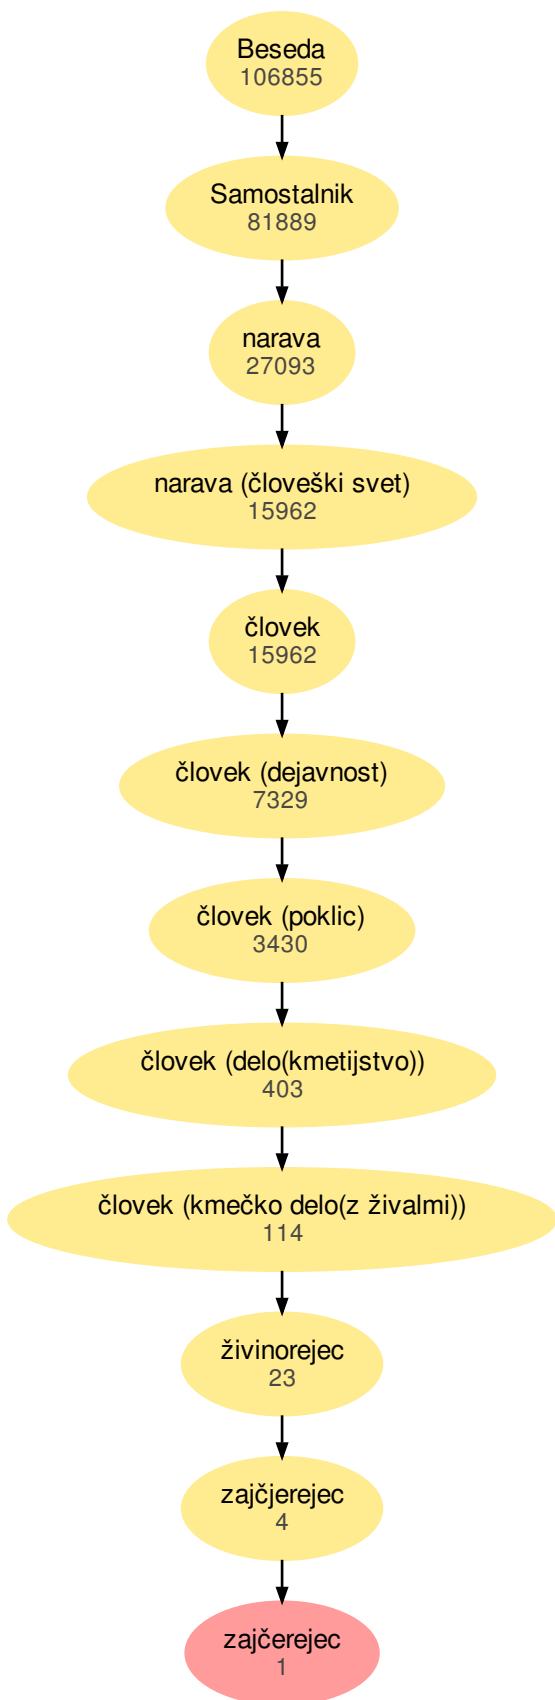 Beseda
106855
Samostalnik
81889
narava
27093
narava (človeški svet)
15962
človek
15962
človek (dejavnost)
7329
človek (poklic)
3430
človek (delo(kmetijstvo))
403
človek (kmečko delo(z živalmi))
114
živinorejec
23
zajčjerejec
4
zajčerejec
1